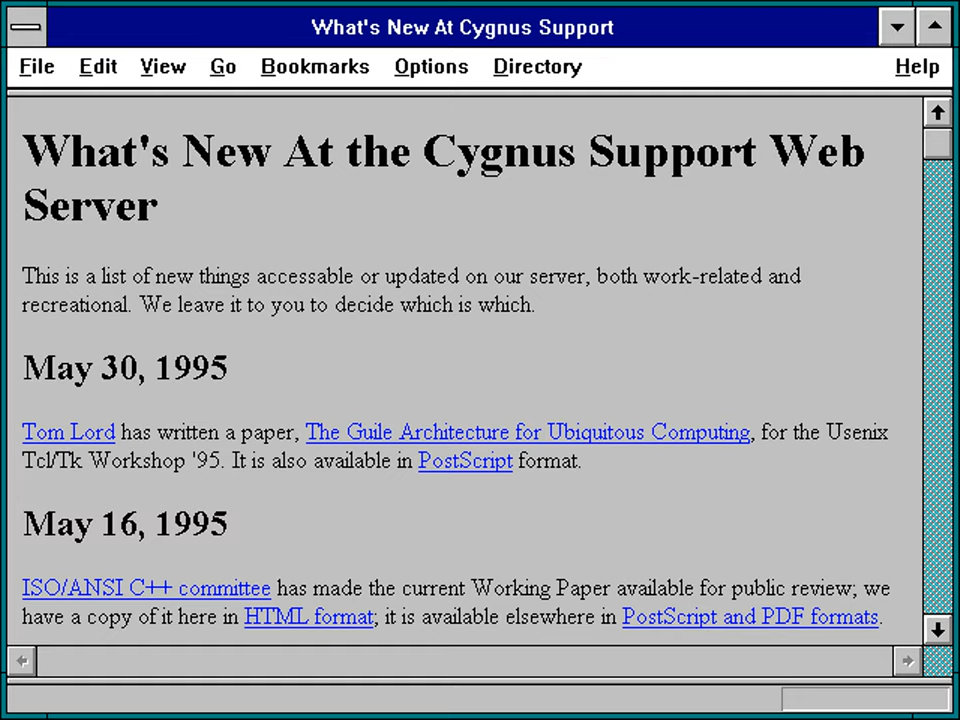 What's New At Cygnus Support
File Edit View Go Bookmarks Options Directory Help
What's New At the Cygnus Support Web
Server
This is a list of new things accessable or updated on our server, both work-related and
recreational. We leave it to you to decide which is which.
May 30, 1995
Tom Lord has written a paper, The Guile Architecture for Ubiquitous Computing, for the Usenix
Tcl/Tk Workshop '95. It is also available in PostScript format.
May 16, 1995
ISO/ANSI C++ committee has made the current Working Paper available for public review; we
have a copy of it here in HTML format; it is available elsewhere in PostScript and PDF formats.